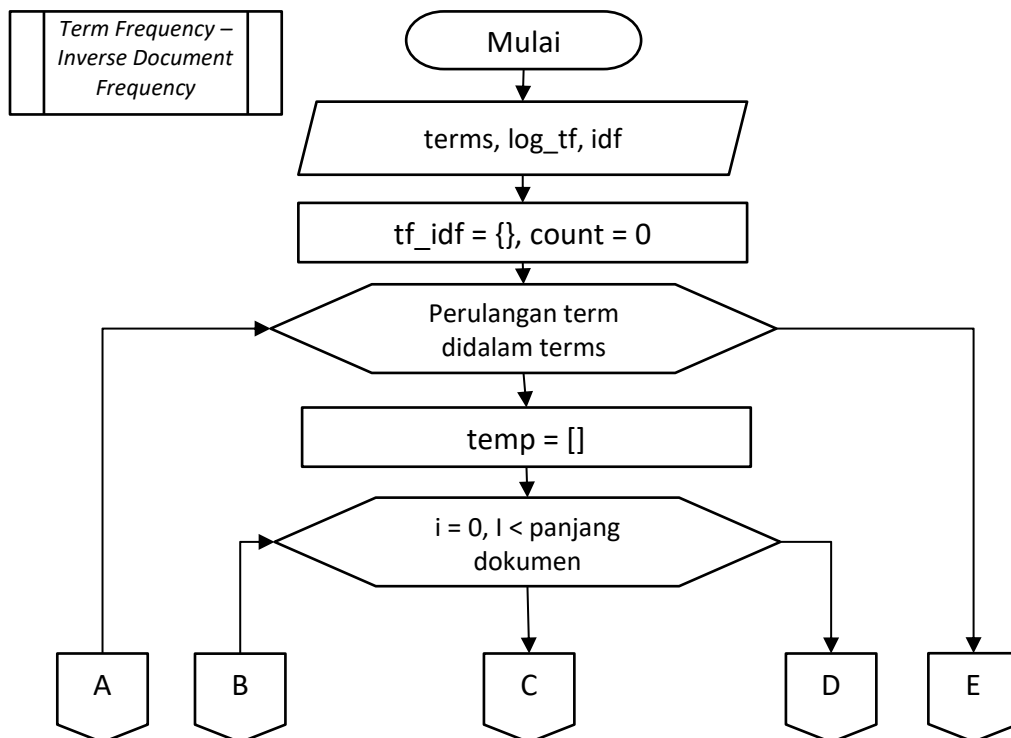 Term Frequency –
Inverse Document
Frequency
Mulai
terms, log_tf, idf
tf_idf = {}, count = 0
Perulangan term
didalam terms
temp = []
i = 0, I < panjang
dokumen
A
B
C
D
E